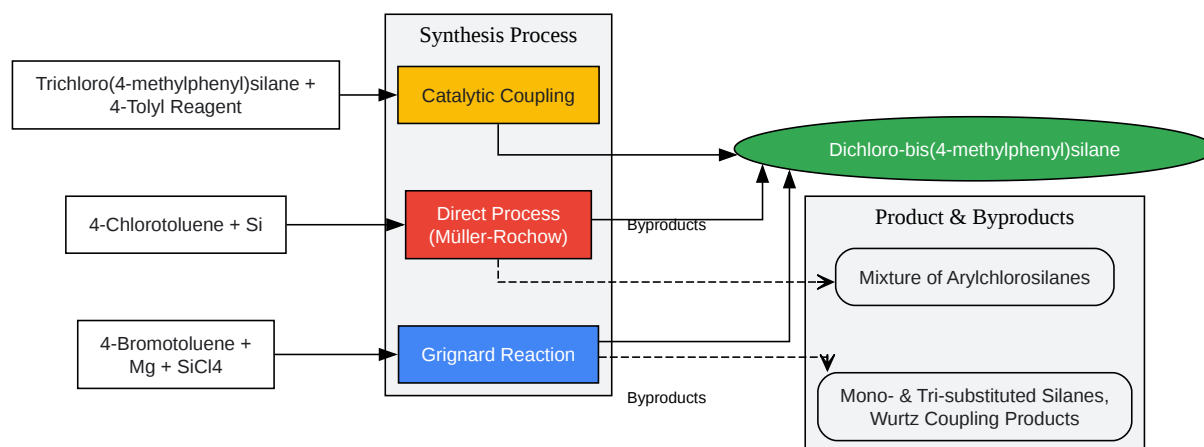 Synthesis Process
Trichloro(4-methylphenyl)silane +
4-Tolyl Reagent
Catalytic Coupling
Dichloro-bis(4-methylphenyl)silane
4-Chlorotoluene + Si
Direct Process
(Müller-Rochow)
Byproducts
Product & Byproducts
Mixture of Arylchlorosilanes
4-Bromotoluene +
Mg + SiCl4
Grignard Reaction
Byproducts
Mono- & Tri-substituted Silanes,
Wurtz Coupling Products